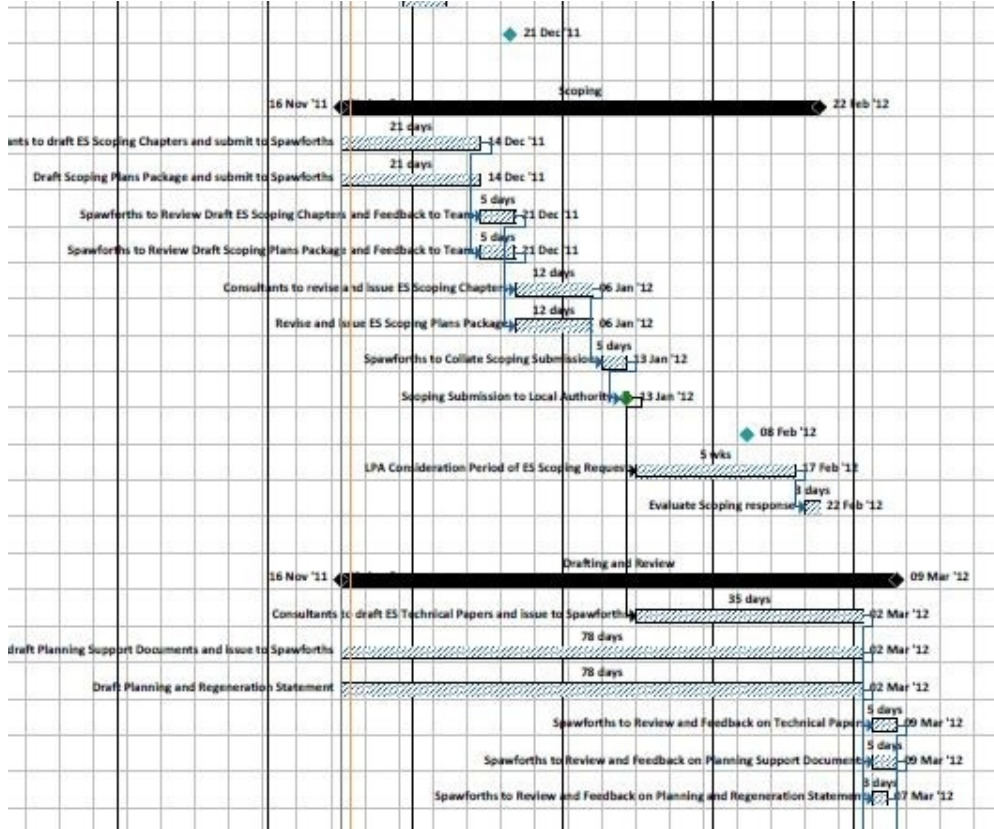 21 Dec '11
Scoping
16 Nov '11
22 Feb '12
21 days
nts to draft ES Scoping Chapters and submit to Spawforths
14 Dec '11
21 days
Draft Scoping Plans Package and submit to Spawforths
14 Dec '11
5 days
Spawforths to Review Draft ES Scoping Chapters and Feedback to Team
21 Dec '11
5 days
Spawforths to Review Draft Scoping Plans Package and Feedback to Team
21 Dec '11
12 days
Consultants to revise and issue ES Scoping Chapter
06 Jan '12
12 days
Revise and issue ES Scoping Plans Package
06 Jan '12
5 days
Spawforths to Collate Scoping Submission
13 Jan '12
Scoping Submission to Local Authority
13 Jan '12
08 Feb '12
5 wks
LPA Consideration Period of ES Scoping Request
17 Feb '12
3 days
Evaluate Scoping response
22 Feb '12
Drafting and Review
16 Nov '11
09 Mar '12
35 days
Consultants to draft ES Technical Papers and issue to Spawforths
02 Mar '12
78 days
draft Planning Support Documents and issue to Spawforths
02 Mar '12
78 days
Draft Planning and Regeneration Statement
02 Mar '12
5 days
Spawforths to Review and Feedback on Technical Paper
09 Mar '12
5 days
Spawforths to Review and Feedback on Planning Support Document
09 Mar '12
3 days
Spawforths to Review and Feedback on Planning and Regeneration Statement
07 Mar '12